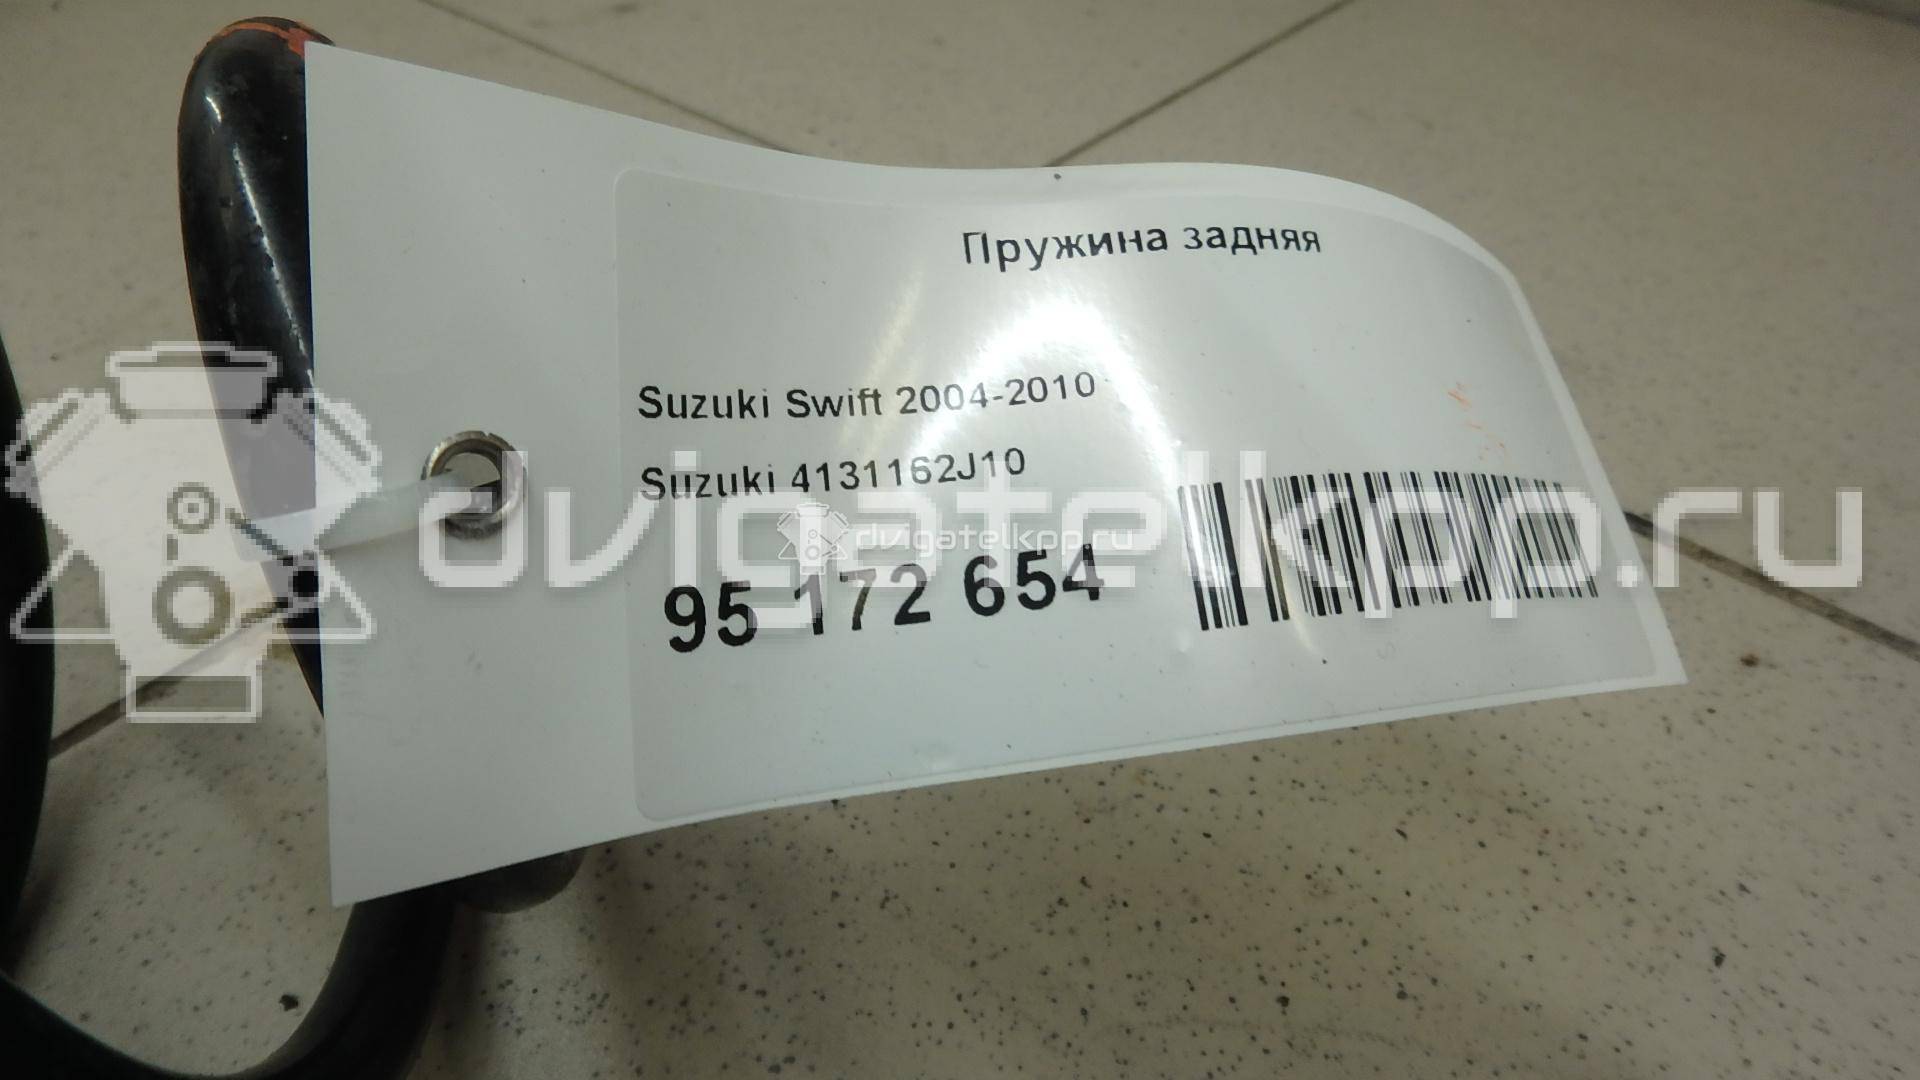 Пружина задняя
Suzuki Swift 2004-2010
Suzuki 4131162J10
dvigatelkpp.ru
dvigatelkpp.ru
95 172 654